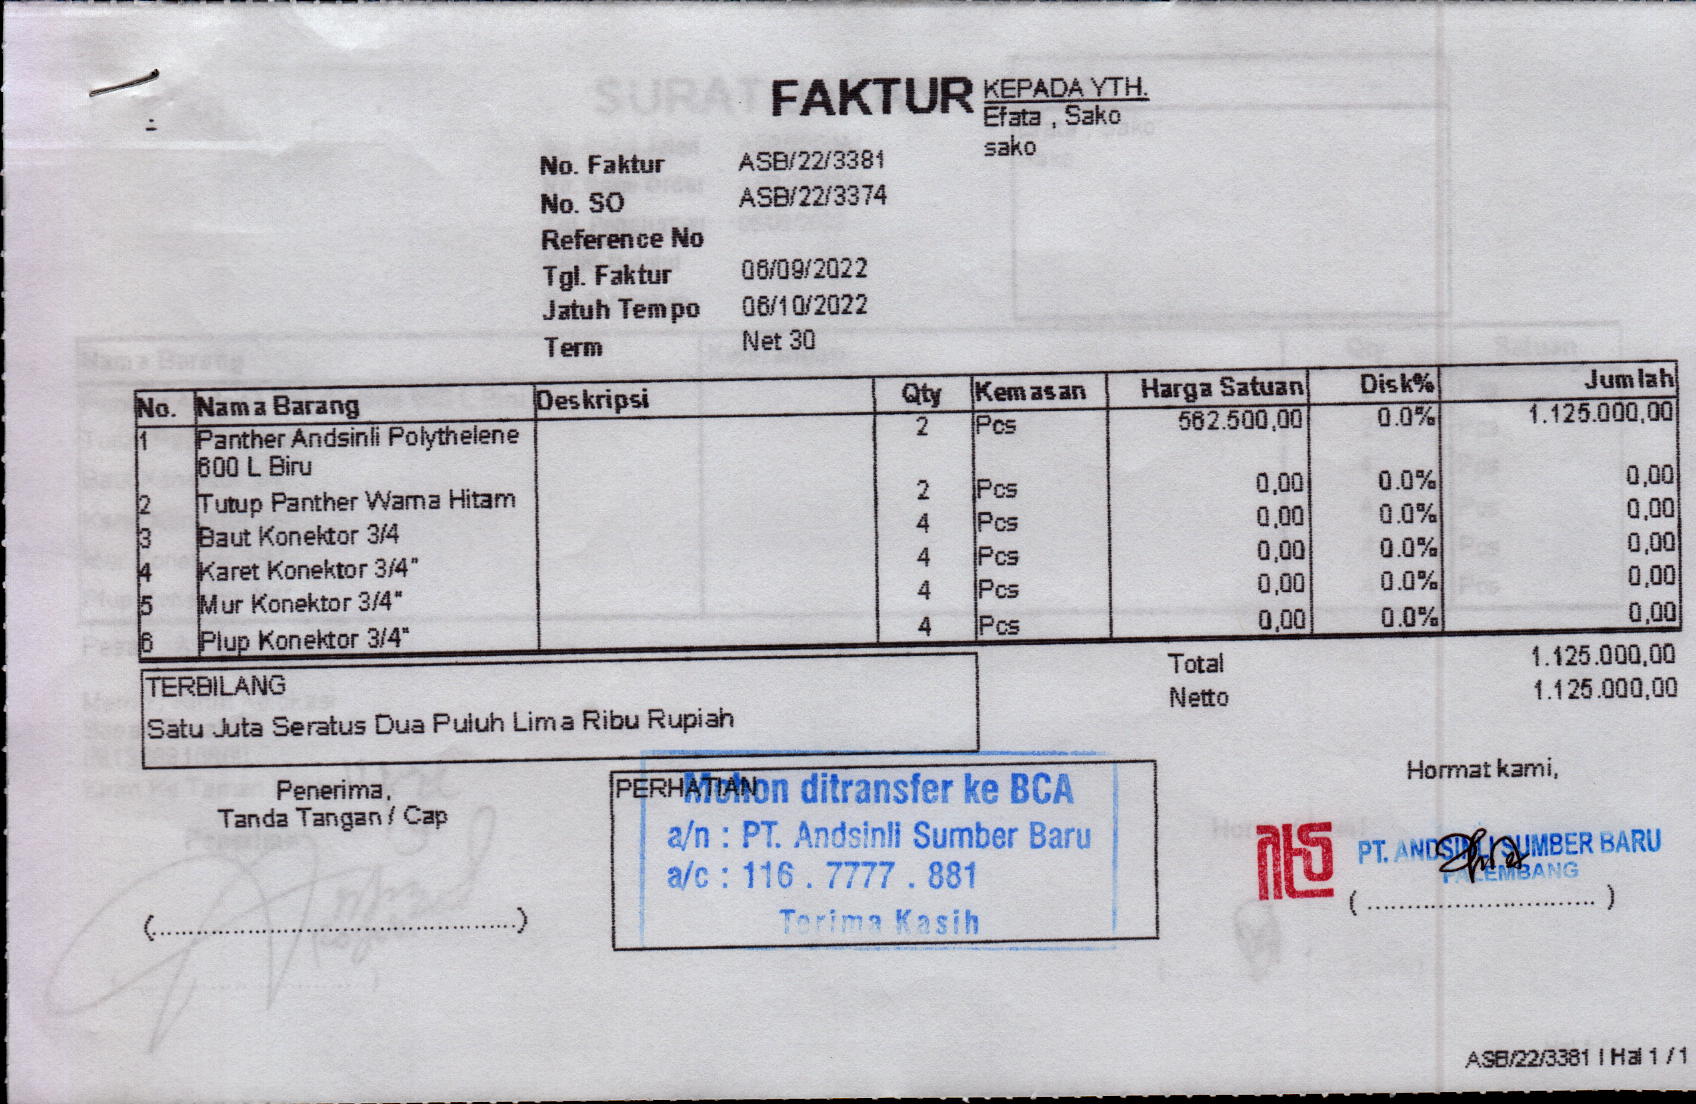 FAKTUR
KEPADA YTH.
Efata , Sako
sako
No. Faktur ASB/22/3381
No. SO ASB/22/3374
Reference No
Tgl. Faktur 06/09/2022
Jatuh Tempo 06/10/2022
Term Net 30
No. Nama Barang Deskripsi Qty Kemasan Harga Satuan Disk% Jumlah
1 Panther Andsinli Polythelene 2 Pcs 562.500,00 0.0% 1.125.000,00
600 L Biru
2 Tutup Panther Warna Hitam 2 Pcs 0,00 0.0% 0,00
3 Baut Konektor 3/4 4 Pcs 0,00 0.0% 0,00
4 Karet Konektor 3/4" 4 Pcs 0,00 0.0% 0,00
5 Mur Konektor 3/4" 4 Pcs 0,00 0.0% 0,00
6 Plup Konektor 3/4" 4 Pcs 0,00 0.0% 0,00
Total 1.125.000,00
Netto 1.125.000,00
TERBILANG
Satu Juta Seratus Dua Puluh Lima Ribu Rupiah
Penerima,
Tanda Tangan / Cap
(............................................)
PERHATIAN
Mohon ditransfer ke BCA
a/n : PT. Andsinli Sumber Baru
a/c : 116 . 7777 . 881
Terima Kasih
Hormat kami,
PT. ANDSINLI SUMBER BARU
PALEMBANG
( ............................ )
ASB/22/3381 | Hal 1 / 1